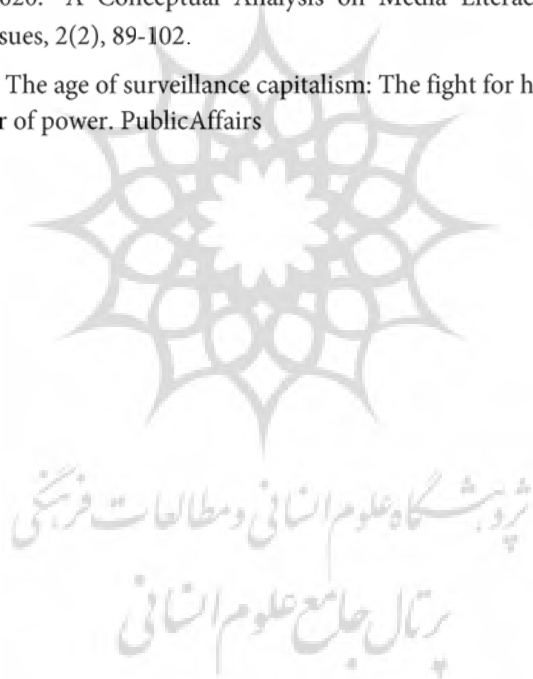 020. A Conceptual Analysis on Media Literac
sues, 2(2), 89-102.
The age of surveillance capitalism: The fight for h
r of power. PublicAffairs
پژوهشگاه علوم انسانی و مطالعات فرهنگی
پرتال جامع علوم انسانی